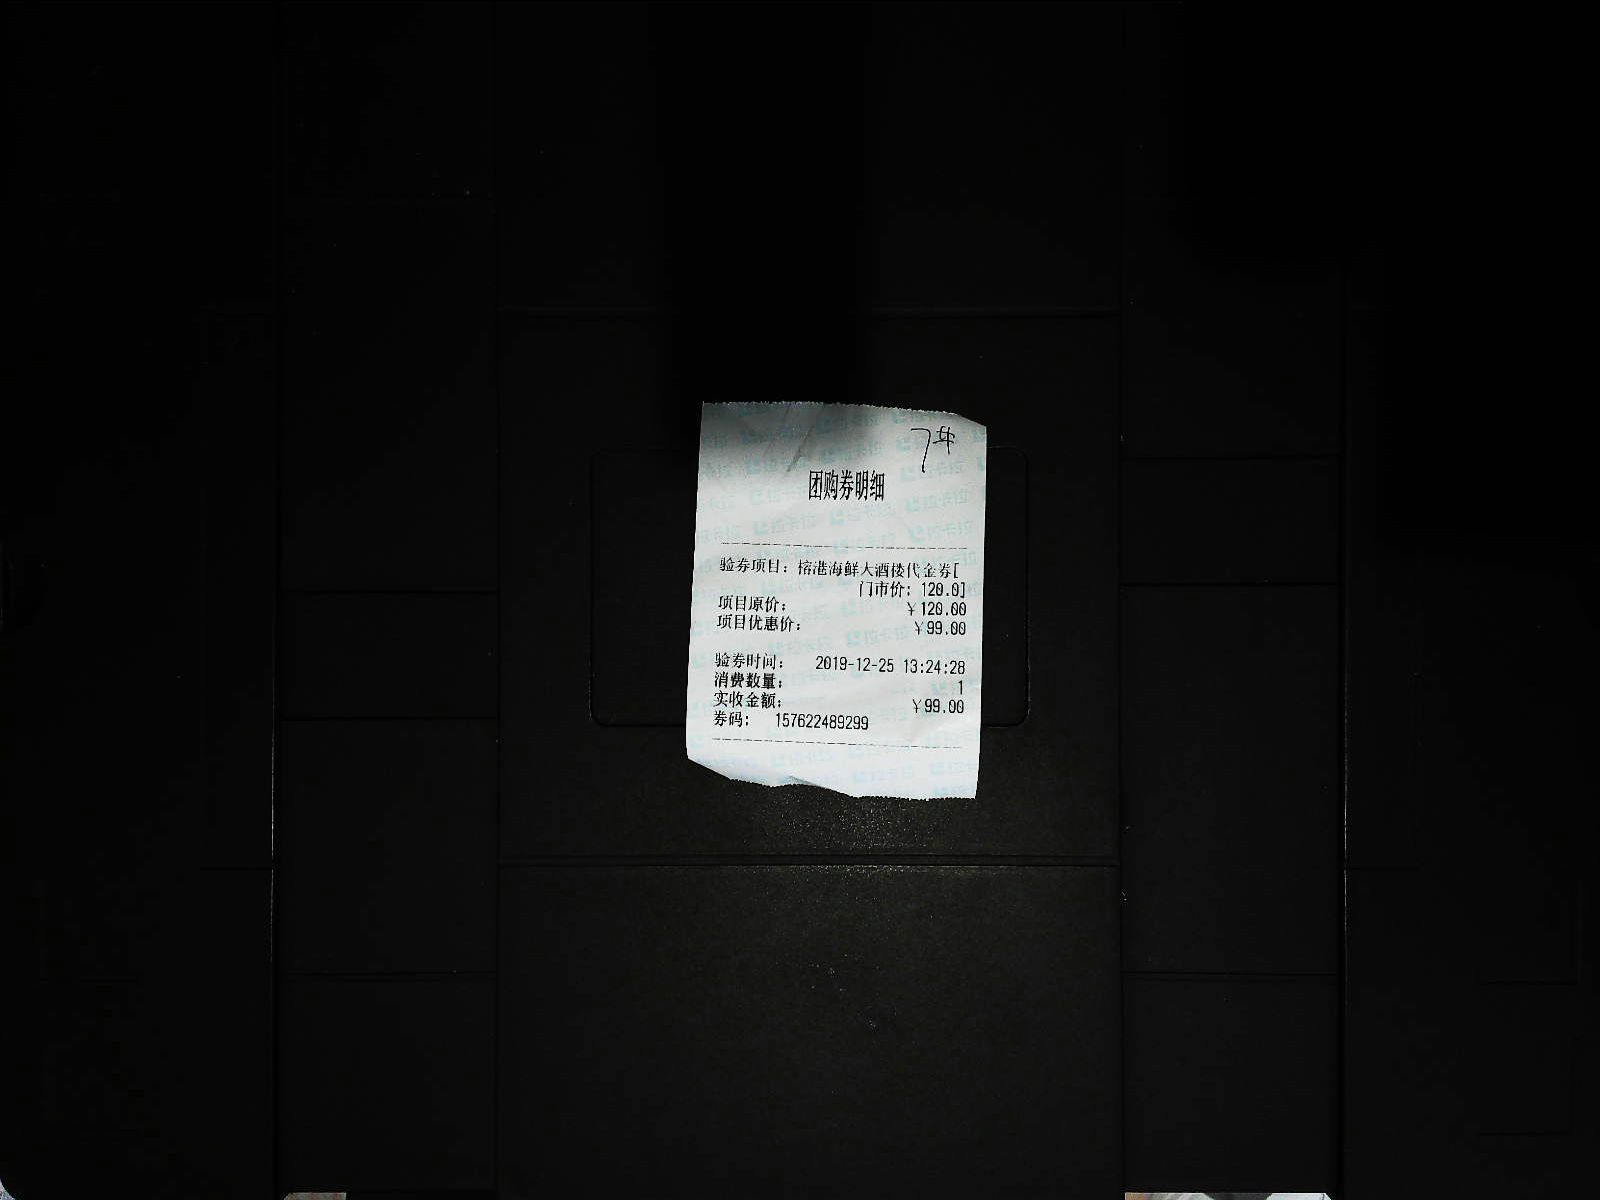 7#
团购券明细
验券项目：榕港海鲜大酒楼代金券[
门市价：120.0]
项目原价：￥120.00
项目优惠价：￥99.00
验券时间：2019-12-25 13:24:28
消费数量：1
实收金额：￥99.00
券码：157622489299